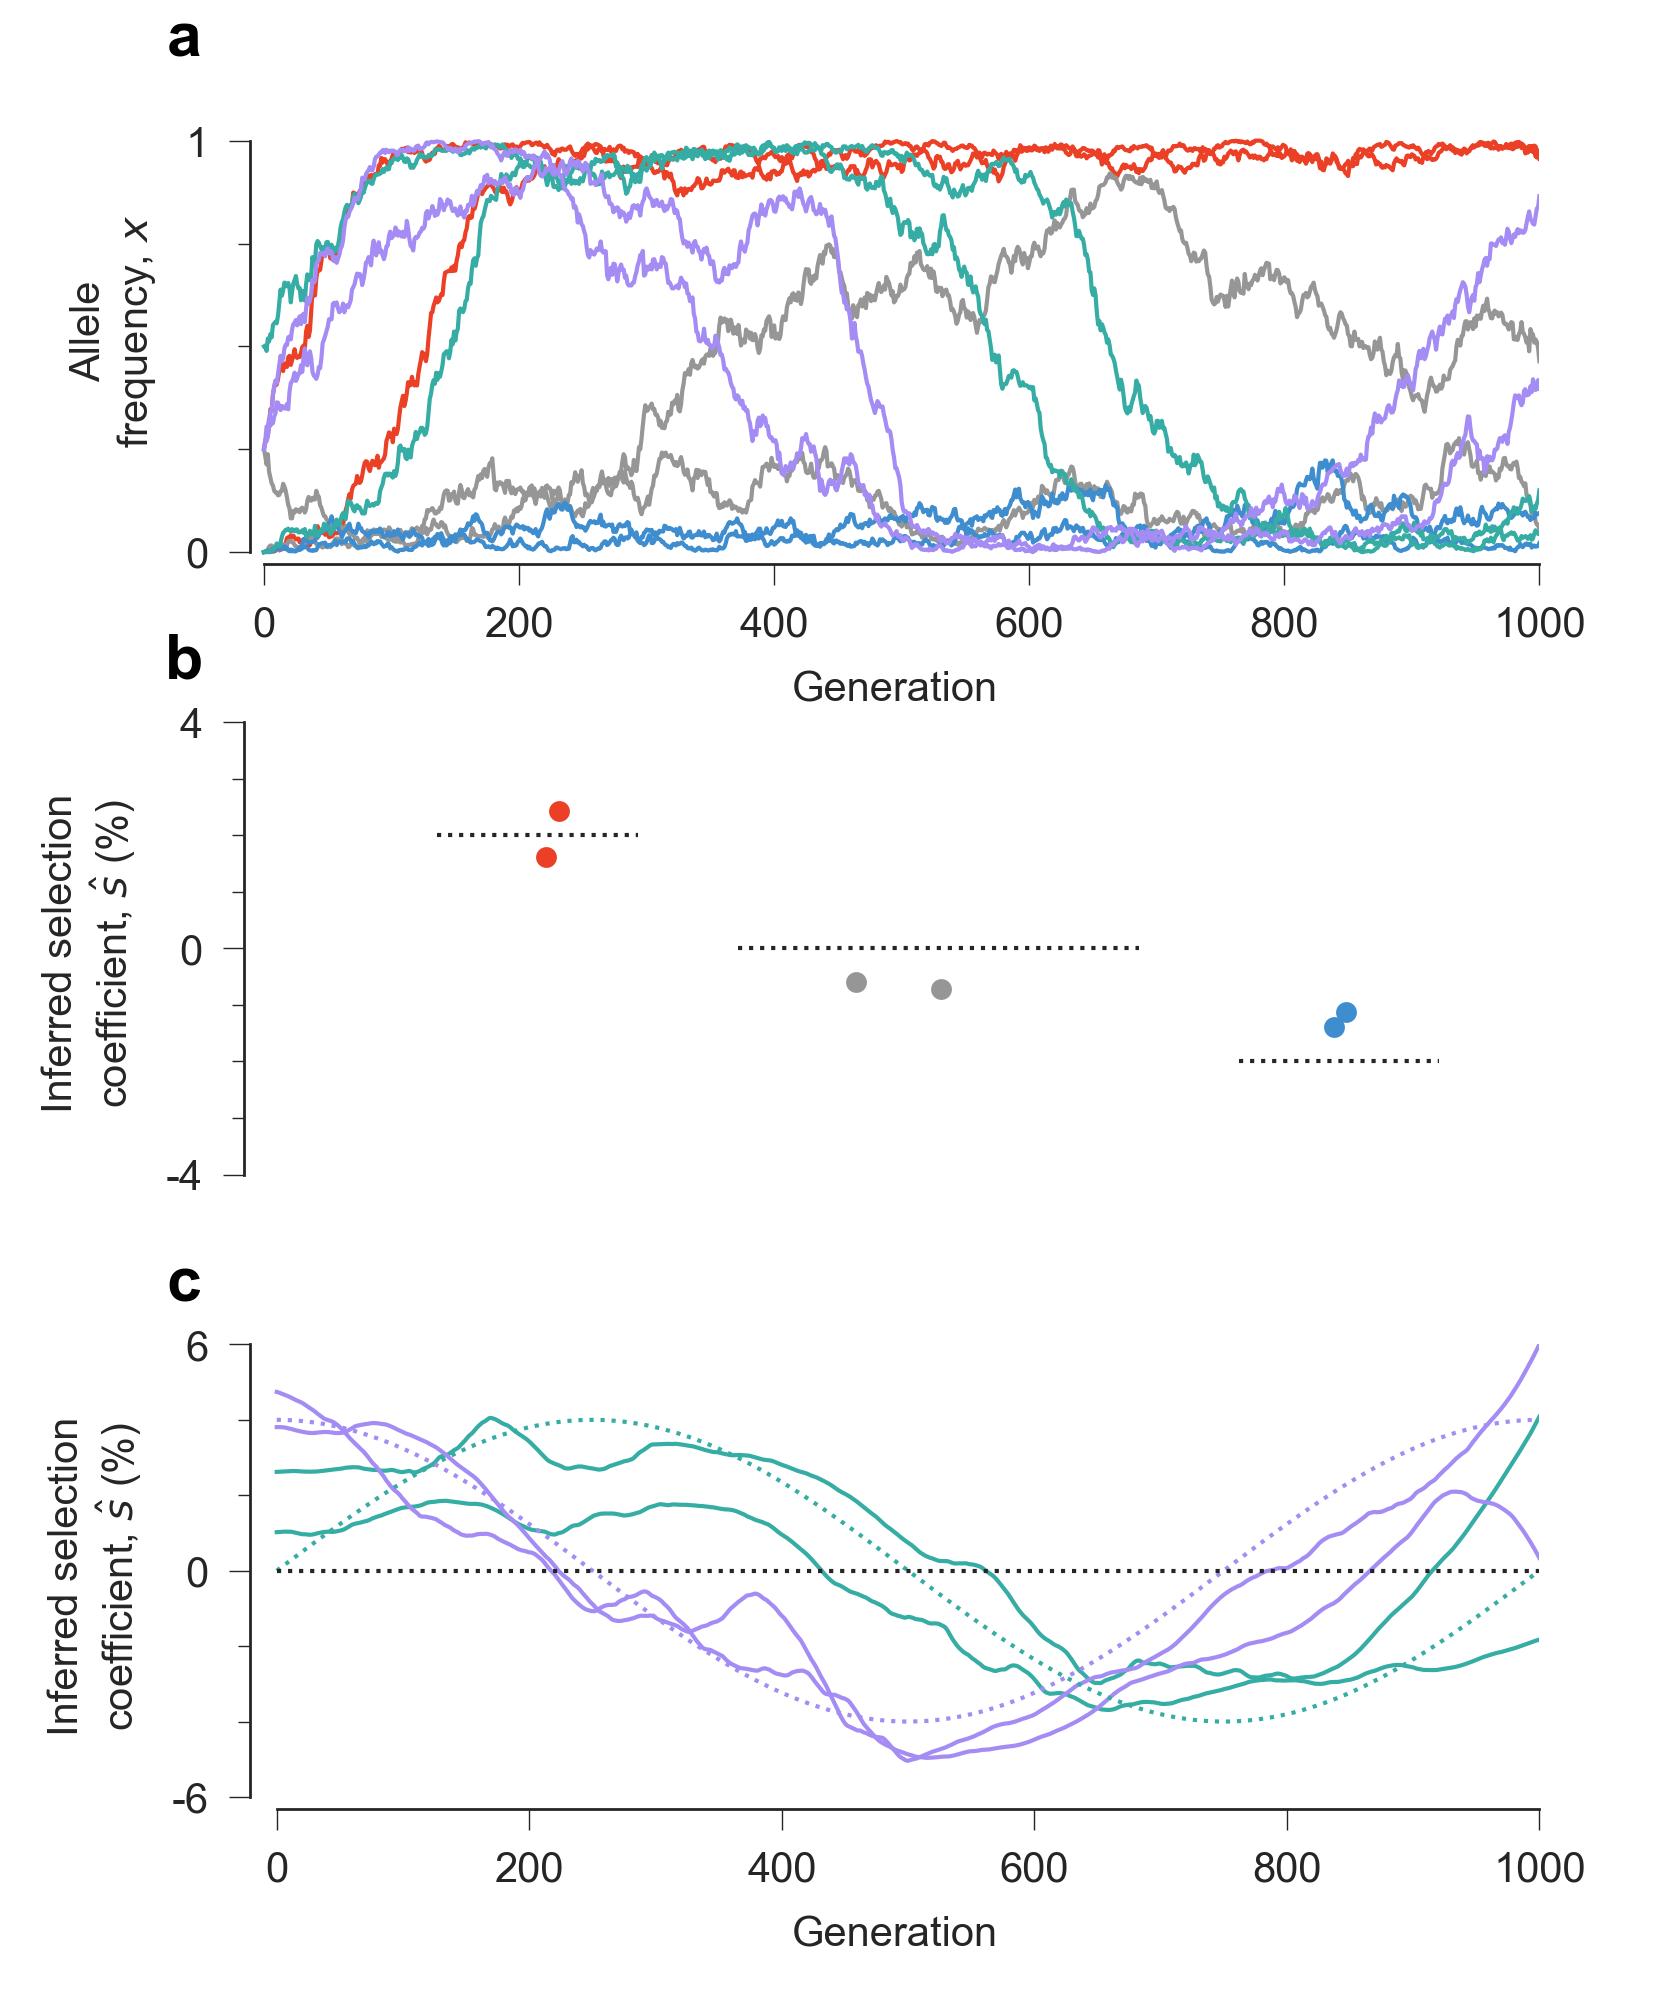 a
Allele
frequency, x
1
0
0 200 400 600 800 1000
Generation
b
Inferred selection
coefficient, ŝ (%)
4
0
-4
c
Inferred selection
coefficient, ŝ (%)
6
0
-6
0 200 400 600 800 1000
Generation